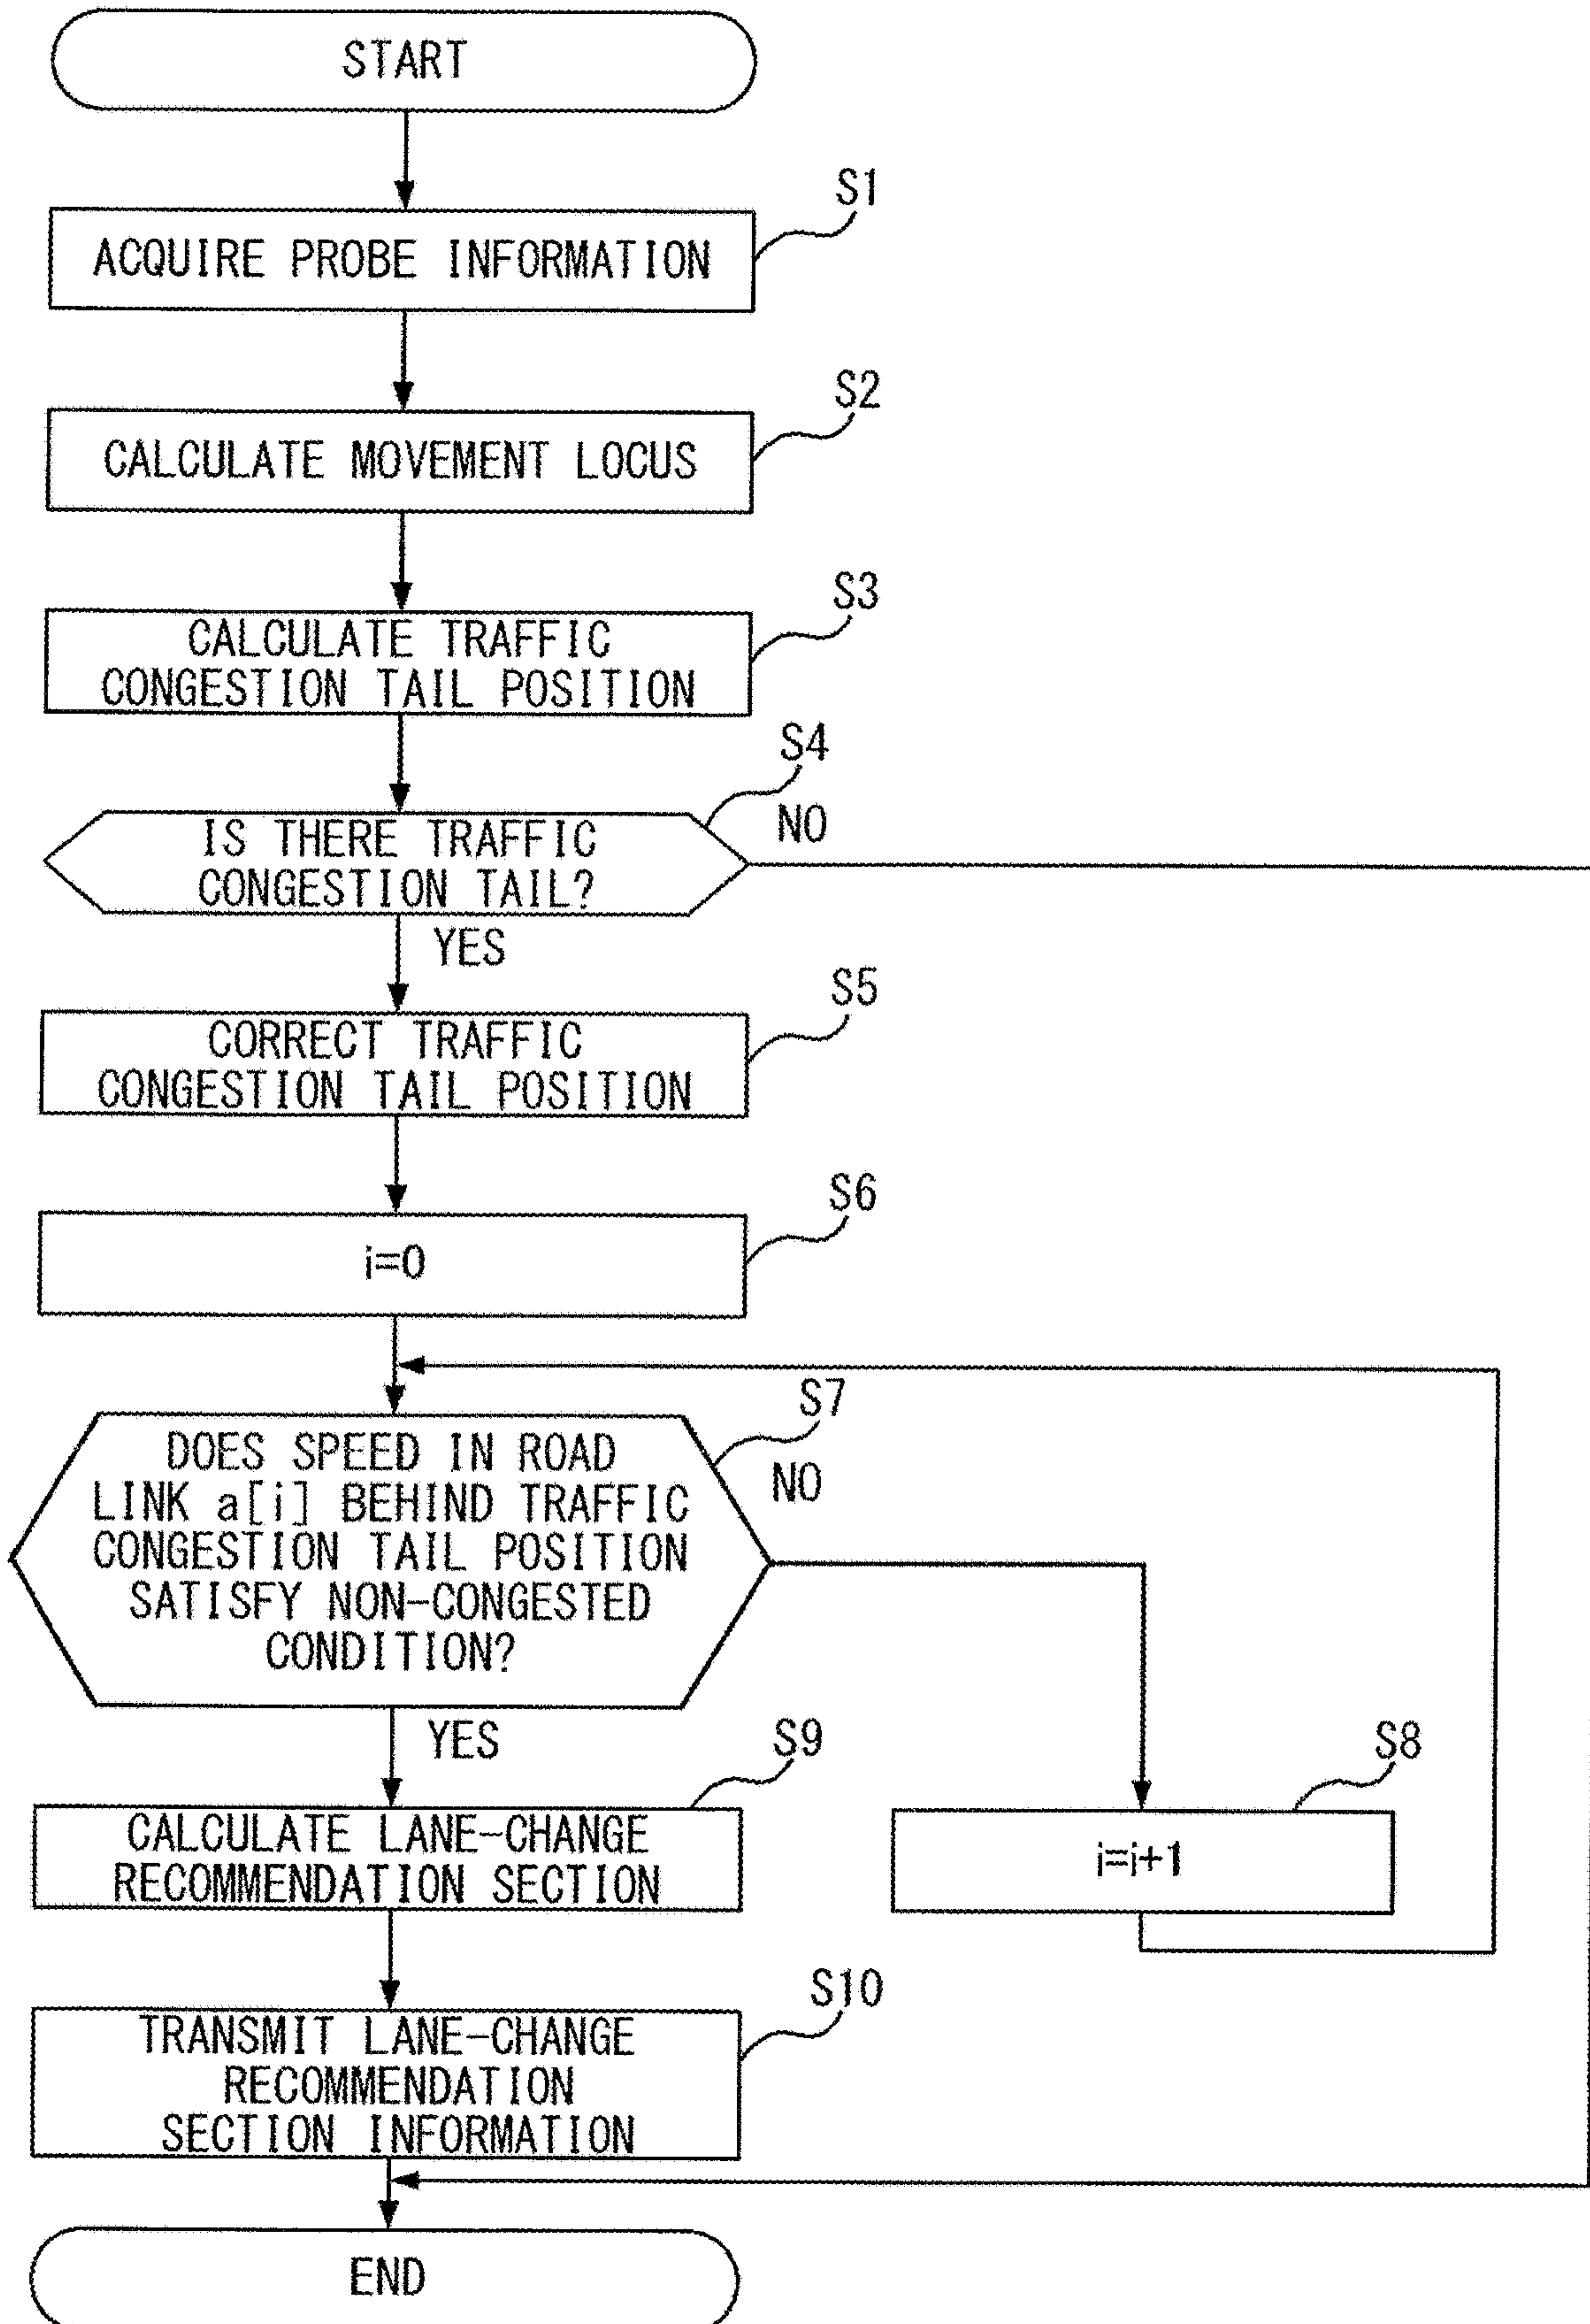 START
S1
ACQUIRE PROBE INFORMATION
S2
CALCULATE MOVEMENT LOCUS
S3
CALCULATE TRAFFIC
CONGESTION TAIL POSITION
S4
IS THERE TRAFFIC
CONGESTION TAIL?
NO
YES
S5
CORRECT TRAFFIC
CONGESTION TAIL POSITION
S6
i=0
S7
DOES SPEED IN ROAD
LINK a[i] BEHIND TRAFFIC
CONGESTION TAIL POSITION
SATISFY NON-CONGESTED
CONDITION?
NO
YES
S9
CALCULATE LANE-CHANGE
RECOMMENDATION SECTION
S8
i=i+1
S10
TRANSMIT LANE-CHANGE
RECOMMENDATION
SECTION INFORMATION
END